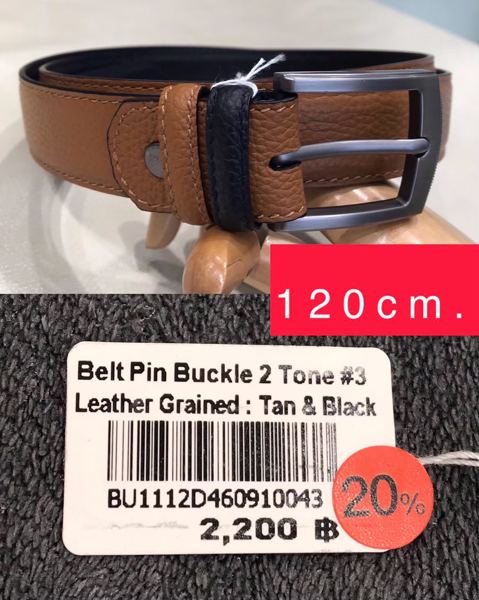 120cm.
Belt Pin Buckle 2 Tone #3
Leather Grained : Tan & Black
BU1112D460910043
20%
2,200 ฿